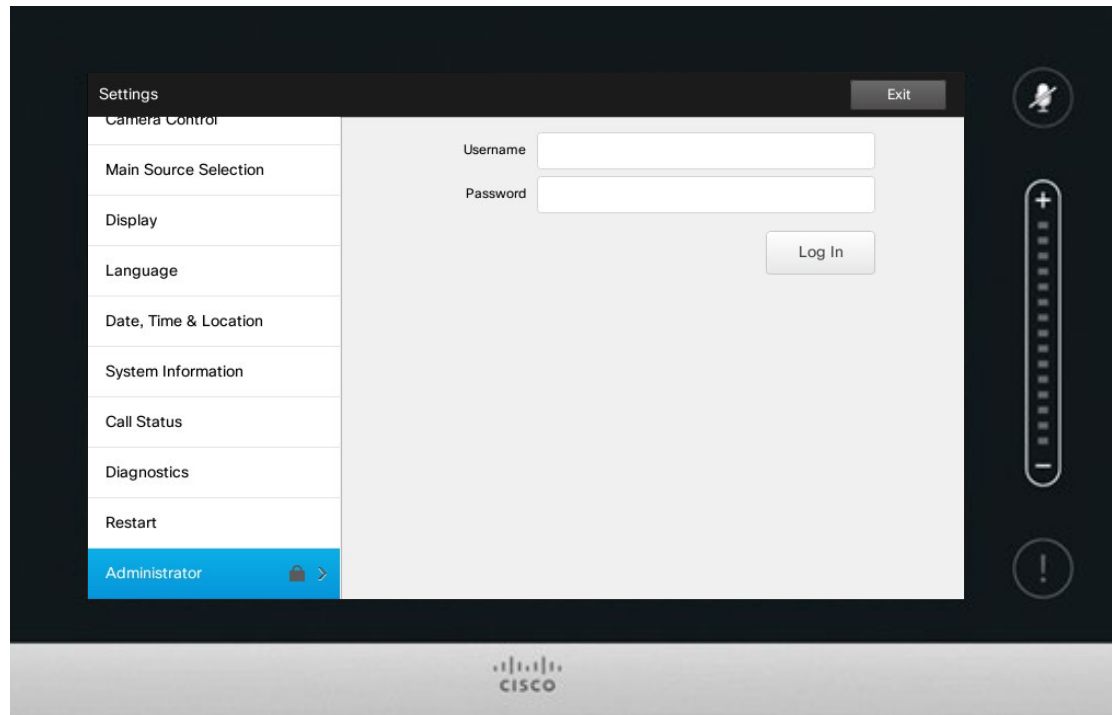 Settings
Exit
Camera Control
Main Source Selection
Display
Language
Date, Time & Location
System Information
Call Status
Diagnostics
Restart
Administrator
Username
Password
Log In
+
−
!
CISCO